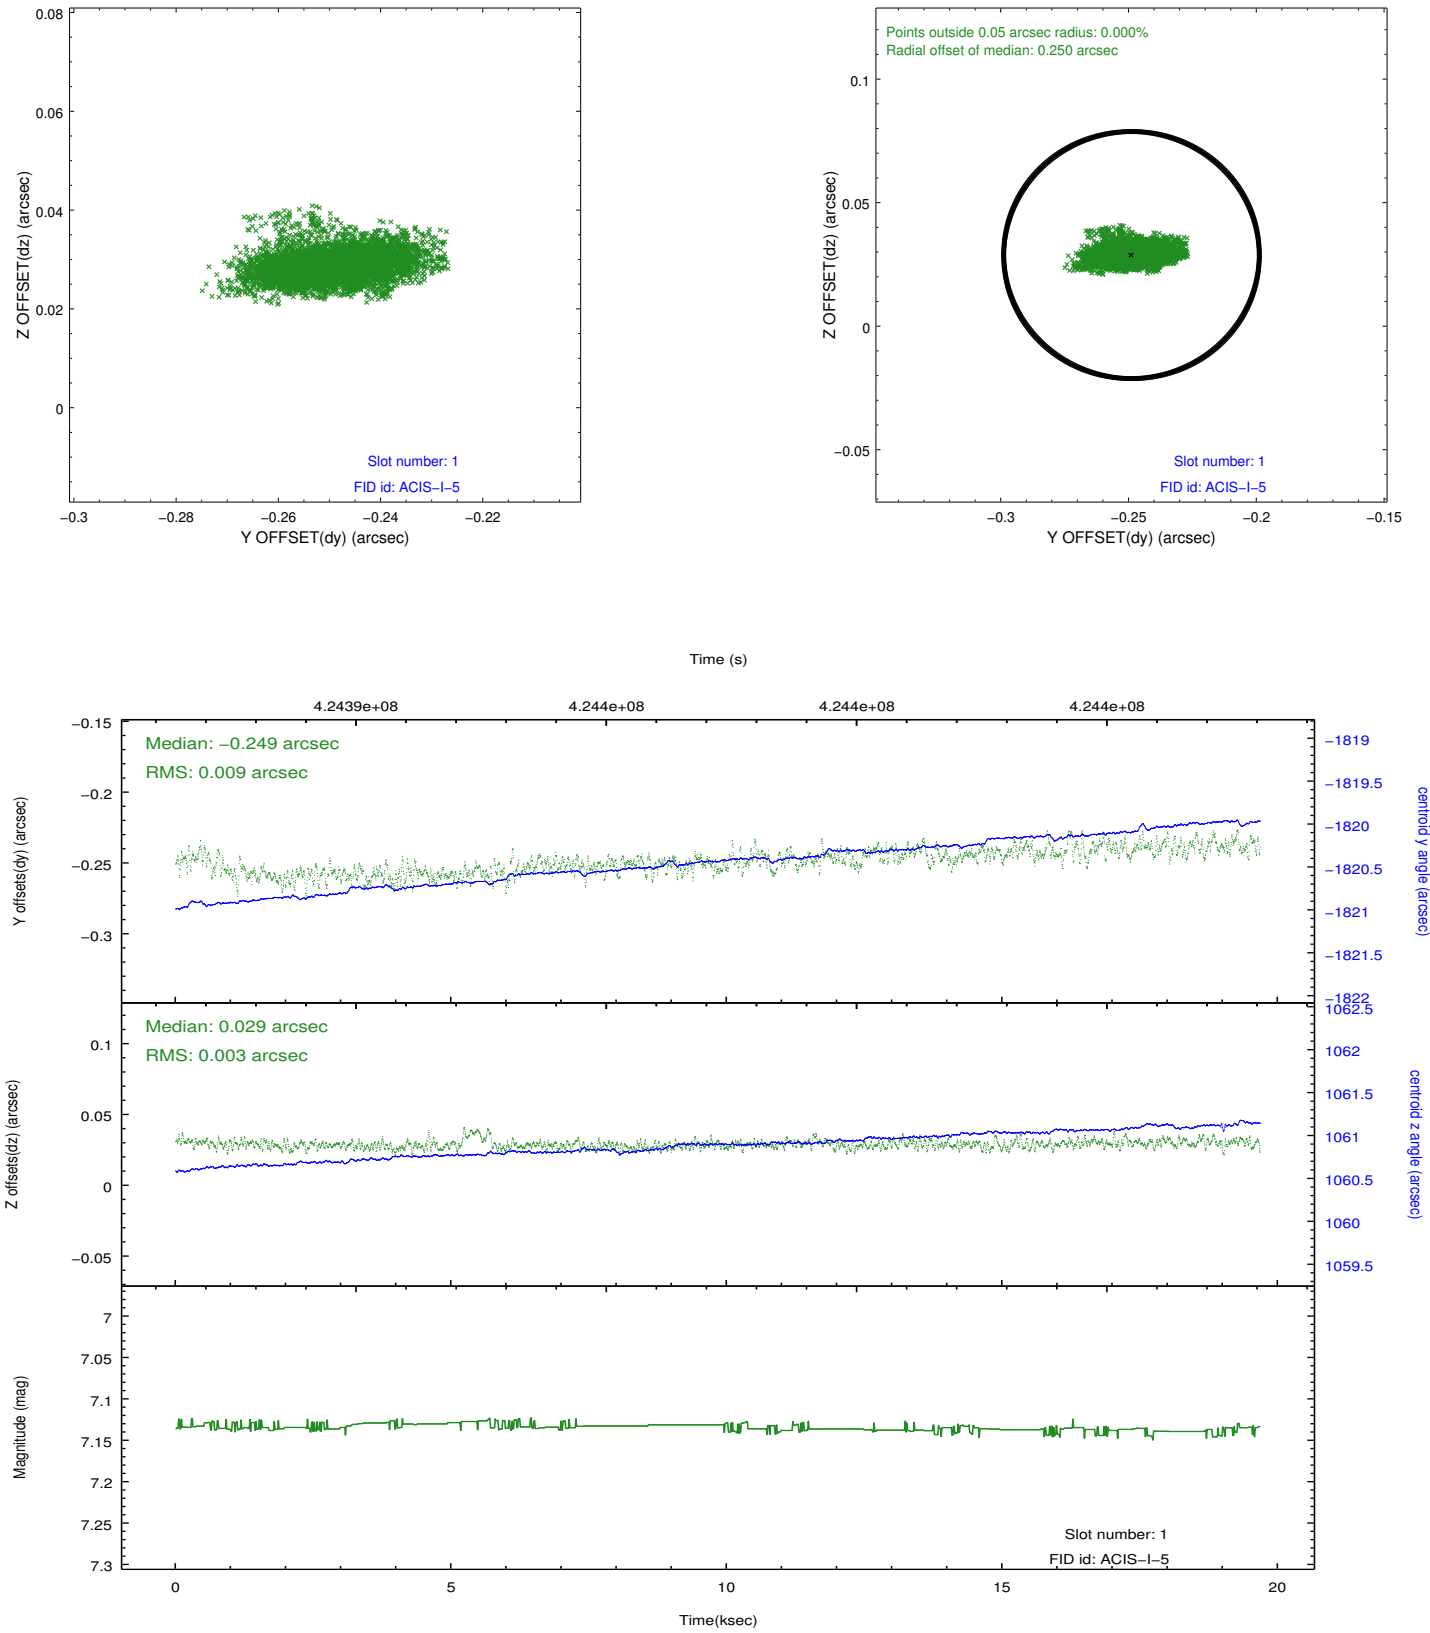 0.08
0.06
0.04
0.02
0
Z OFFSET(dz) (arcsec)
Slot number: 1
FID id: ACIS−I−5
−0.3 −0.28 −0.26 −0.24 −0.22
Y OFFSET(dy) (arcsec)
Points outside 0.05 arcsec radius: 0.000%
Radial offset of median: 0.250 arcsec
0.1
0.05
0
−0.05
Z OFFSET(dz) (arcsec)
Slot number: 1
FID id: ACIS−I−5
−0.3 −0.25 −0.2 −0.15
Y OFFSET(dy) (arcsec)
Time (s)
4.2439e+08 4.244e+08 4.244e+08 4.244e+08
−0.15
−0.2
−0.25
−0.3
Y offsets(dy) (arcsec)
Median: −0.249 arcsec
RMS: 0.009 arcsec
−1819
−1819.5
−1820
−1820.5
−1821
−1821.5
−1822
centroid y angle (arcsec)
0.1
0.05
0
−0.05
Z offsets(dz) (arcsec)
Median: 0.029 arcsec
RMS: 0.003 arcsec
1062.5
1062
1061.5
1061
1060.5
1060
1059.5
centroid z angle (arcsec)
7
7.05
7.1
7.15
7.2
7.25
7.3
Magnitude (mag)
Slot number: 1
FID id: ACIS−I−5
0 5 10 15 20
Time(ksec)